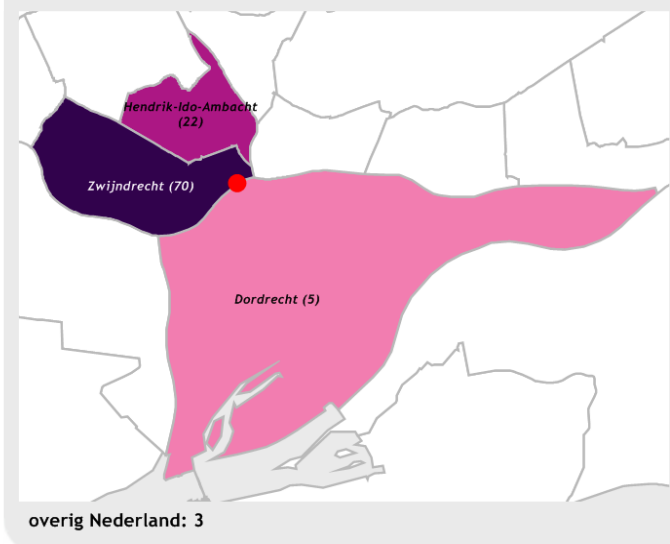 Hendrik-Ido-Ambacht
(22)
Zwijndrecht (70)
Dordrecht (5)
overig Nederland: 3